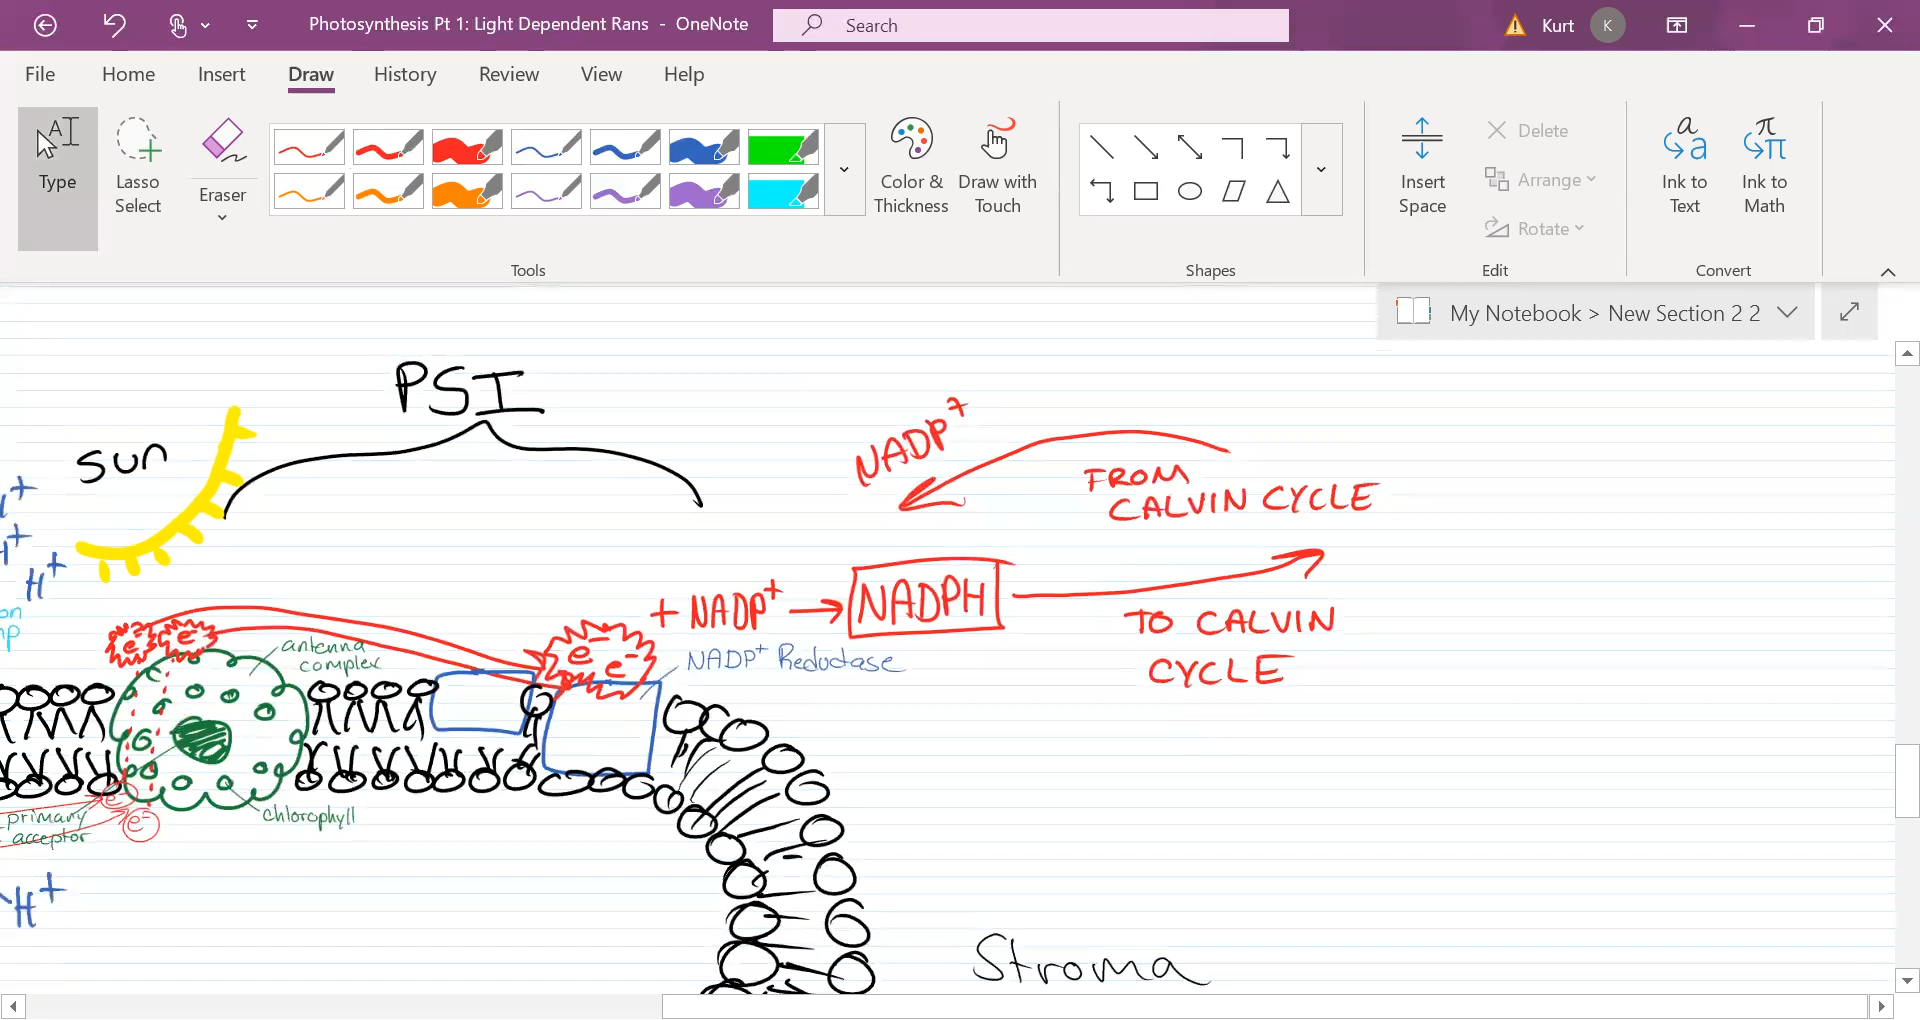 Photosynthesis Pt 1: Light Dependent Rans - OneNote
Search
Kurt
K
File Home Insert Draw History Review View Help
Type
Lasso Select
Eraser
Color & Thickness
Draw with Touch
Insert Space
Delete
Arrange
Rotate
Ink to Text
Ink to Math
Tools
Shapes
Edit
Convert
My Notebook > New Section 2 2
PSI
sun
NADP+
FROM
CALVIN CYCLE
H+
+ NADP+ → NADPH
TO CALVIN
CYCLE
e-
e-
e-
e-
antenna
complex
NADP+ Reductase
e-
primary
acceptor
e-
chlorophyll
H+
Stroma